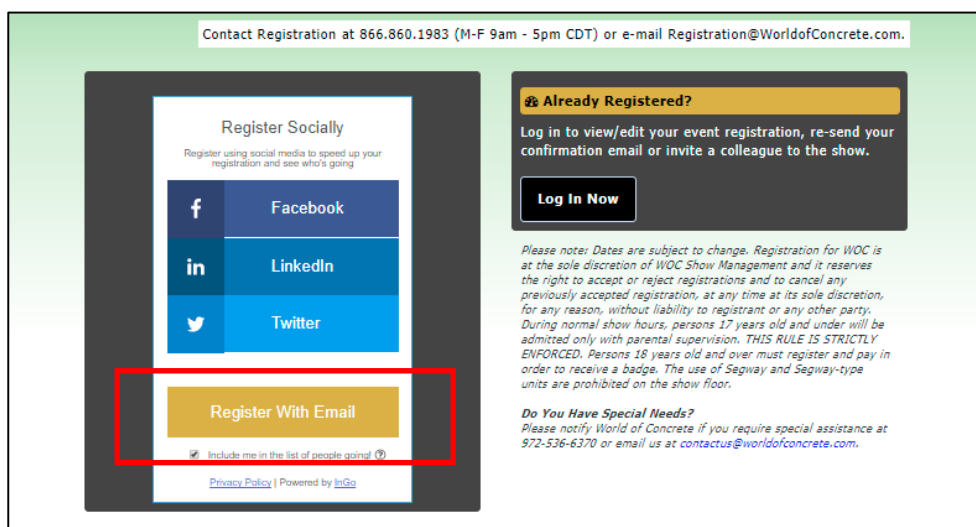 Contact Registration at 866.860.1983 (M-F 9am - 5pm CDT) or e-mail Registration@WorldofConcrete.com.
Register Socially
Register using social media to speed up your
registration and see who's going
f Facebook
in LinkedIn
Twitter
Register With Email
Include me in the list of people going! ?
Privacy Policy | Powered by InGo
Already Registered?
Log in to view/edit your event registration, re-send your
confirmation email or invite a colleague to the show.
Log In Now
Please note: Dates are subject to change. Registration for WOC is
at the sole discretion of WOC Show Management and it reserves
the right to accept or reject registrations and to cancel any
previously accepted registration, at any time at its sole discretion,
for any reason, without liability to registrant or any other party.
During normal show hours, persons 17 years old and under will be
admitted only with parental supervision. THIS RULE IS STRICTLY
ENFORCED. Persons 18 years old and over must register and pay in
order to receive a badge. The use of Segway and Segway-type
units are prohibited on the show floor.
Do You Have Special Needs?
Please notify World of Concrete if you require special assistance at
972-536-6370 or email us at contactus@worldofconcrete.com.